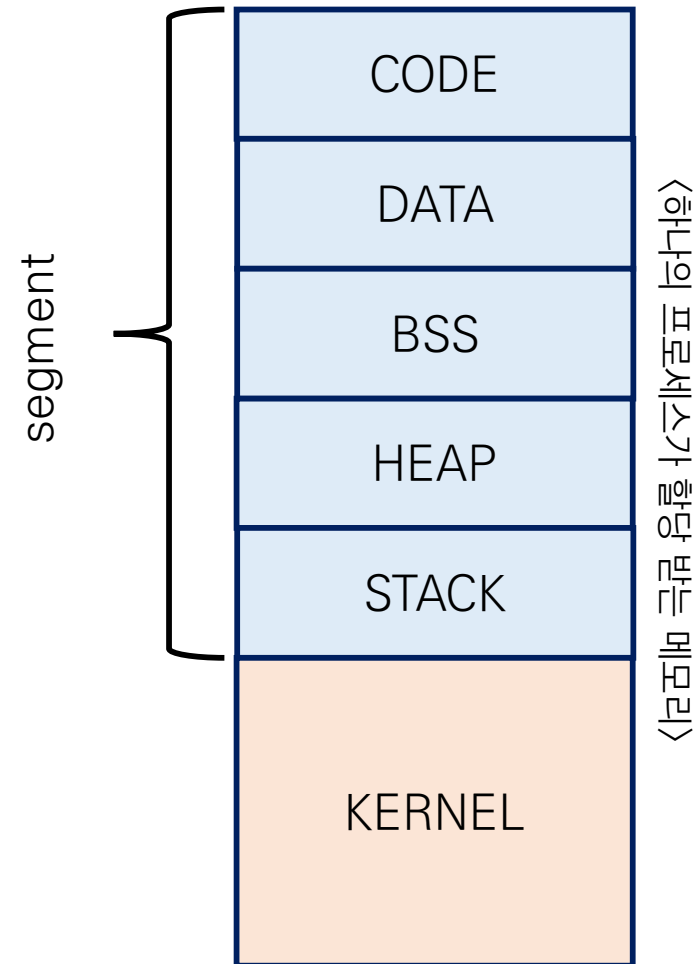 segment
CODE
DATA
BSS
HEAP
STACK
KERNEL
<하나의 프로세스가 할당 받는 메모리>